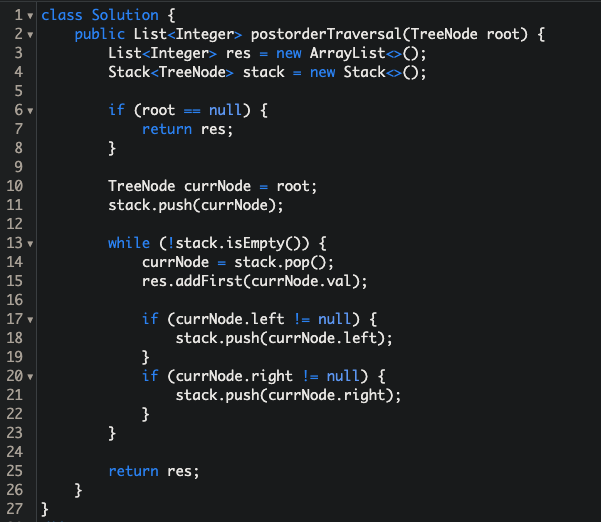 1 class Solution {
2     public List<Integer> postorderTraversal(TreeNode root) {
3         List<Integer> res = new ArrayList<>();
4         Stack<TreeNode> stack = new Stack<>();
5
6         if (root == null) {
7             return res;
8         }
9
10         TreeNode currNode = root;
11         stack.push(currNode);
12
13         while (!stack.isEmpty()) {
14             currNode = stack.pop();
15             res.addFirst(currNode.val);
16
17             if (currNode.left != null) {
18                 stack.push(currNode.left);
19             }
20             if (currNode.right != null) {
21                 stack.push(currNode.right);
22             }
23         }
24
25         return res;
26     }
27 }